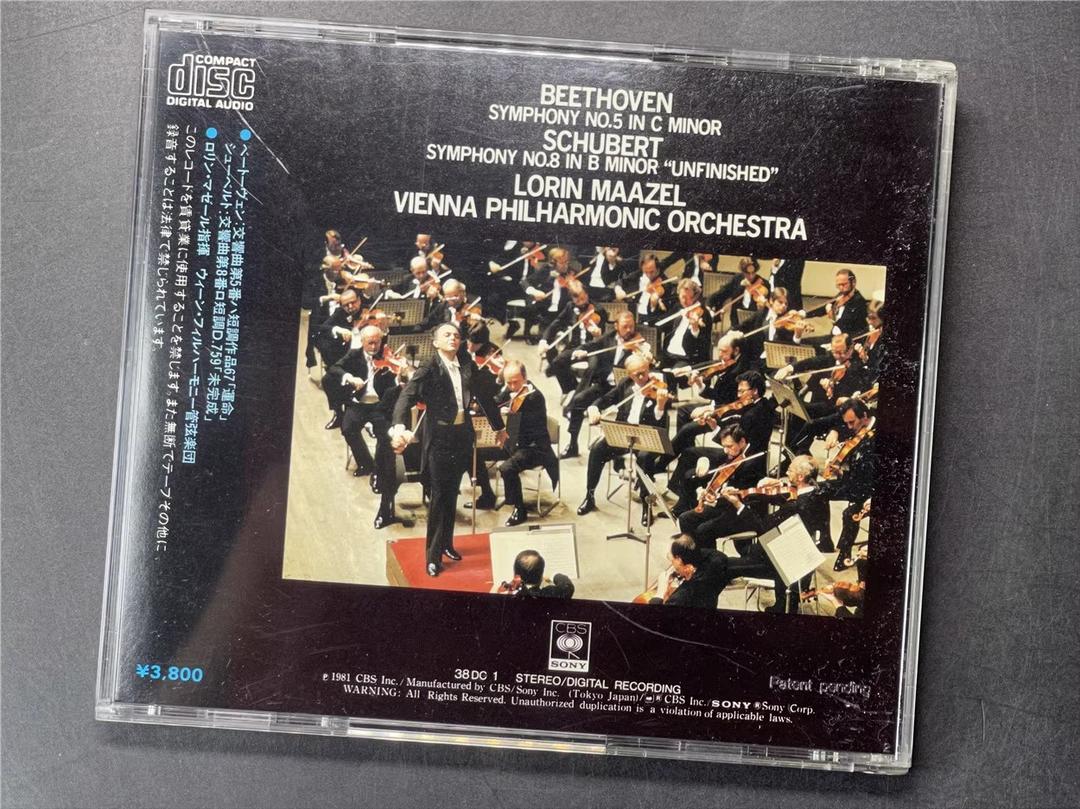 COMPACT
disc
DIGITAL AUDIO
BEETHOVEN
SYMPHONY NO.5 IN C MINOR
SCHUBERT
SYMPHONY NO.8 IN B MINOR “UNFINISHED”
LORIN MAAZEL
VIENNA PHILHARMONIC ORCHESTRA
●ベートーヴェン:交響曲第5番ハ短調作品67「運命」
シューベルト:交響曲第8番ロ短調D.759「未完成」
●ロリン・マゼール指揮 ウィーン・フィルハーモニー管弦楽団
このレコードを賃貸業に使用することを禁じます。また無断でテープその他に
録音することは法律で禁じられています。
¥3,800
CBS
SONY
38DC 1 STEREO/DIGITAL RECORDING
℗ 1981 CBS Inc./Manufactured by CBS/Sony Inc. (Tokyo Japan)/® CBS Inc./SONY ®Sony Corp.
WARNING: All Rights Reserved. Unauthorized duplication is a violation of applicable laws.
Patent pending